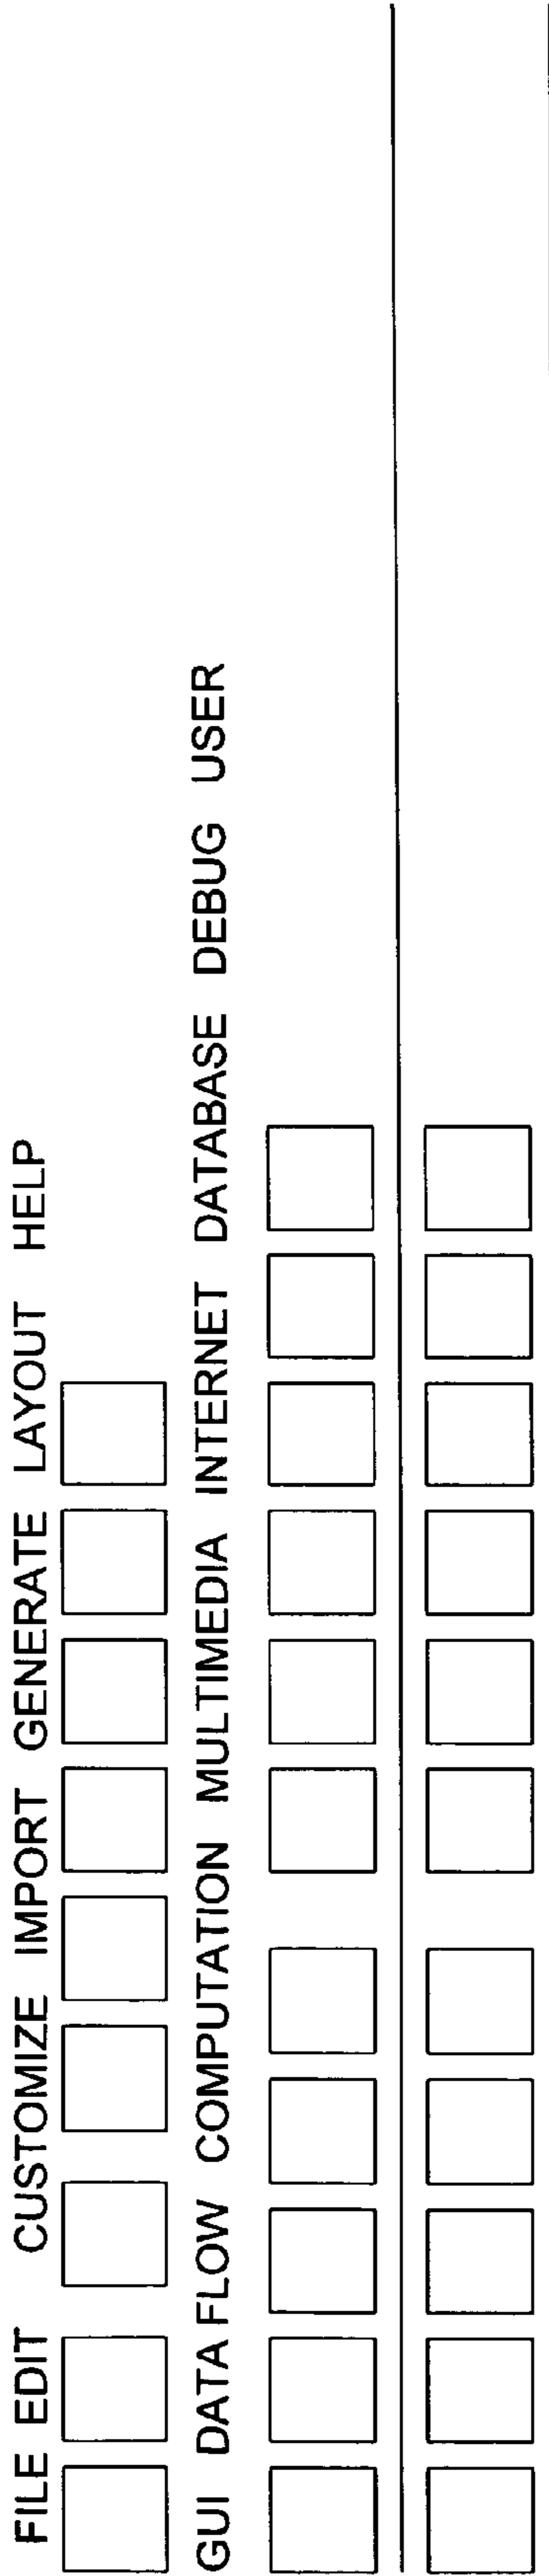 FILE EDIT CUSTOMIZE IMPORT GENERATE LAYOUT HELP
GUI DATA FLOW COMPUTATION MULTIMEDIA INTERNET DATABASE DEBUG USER